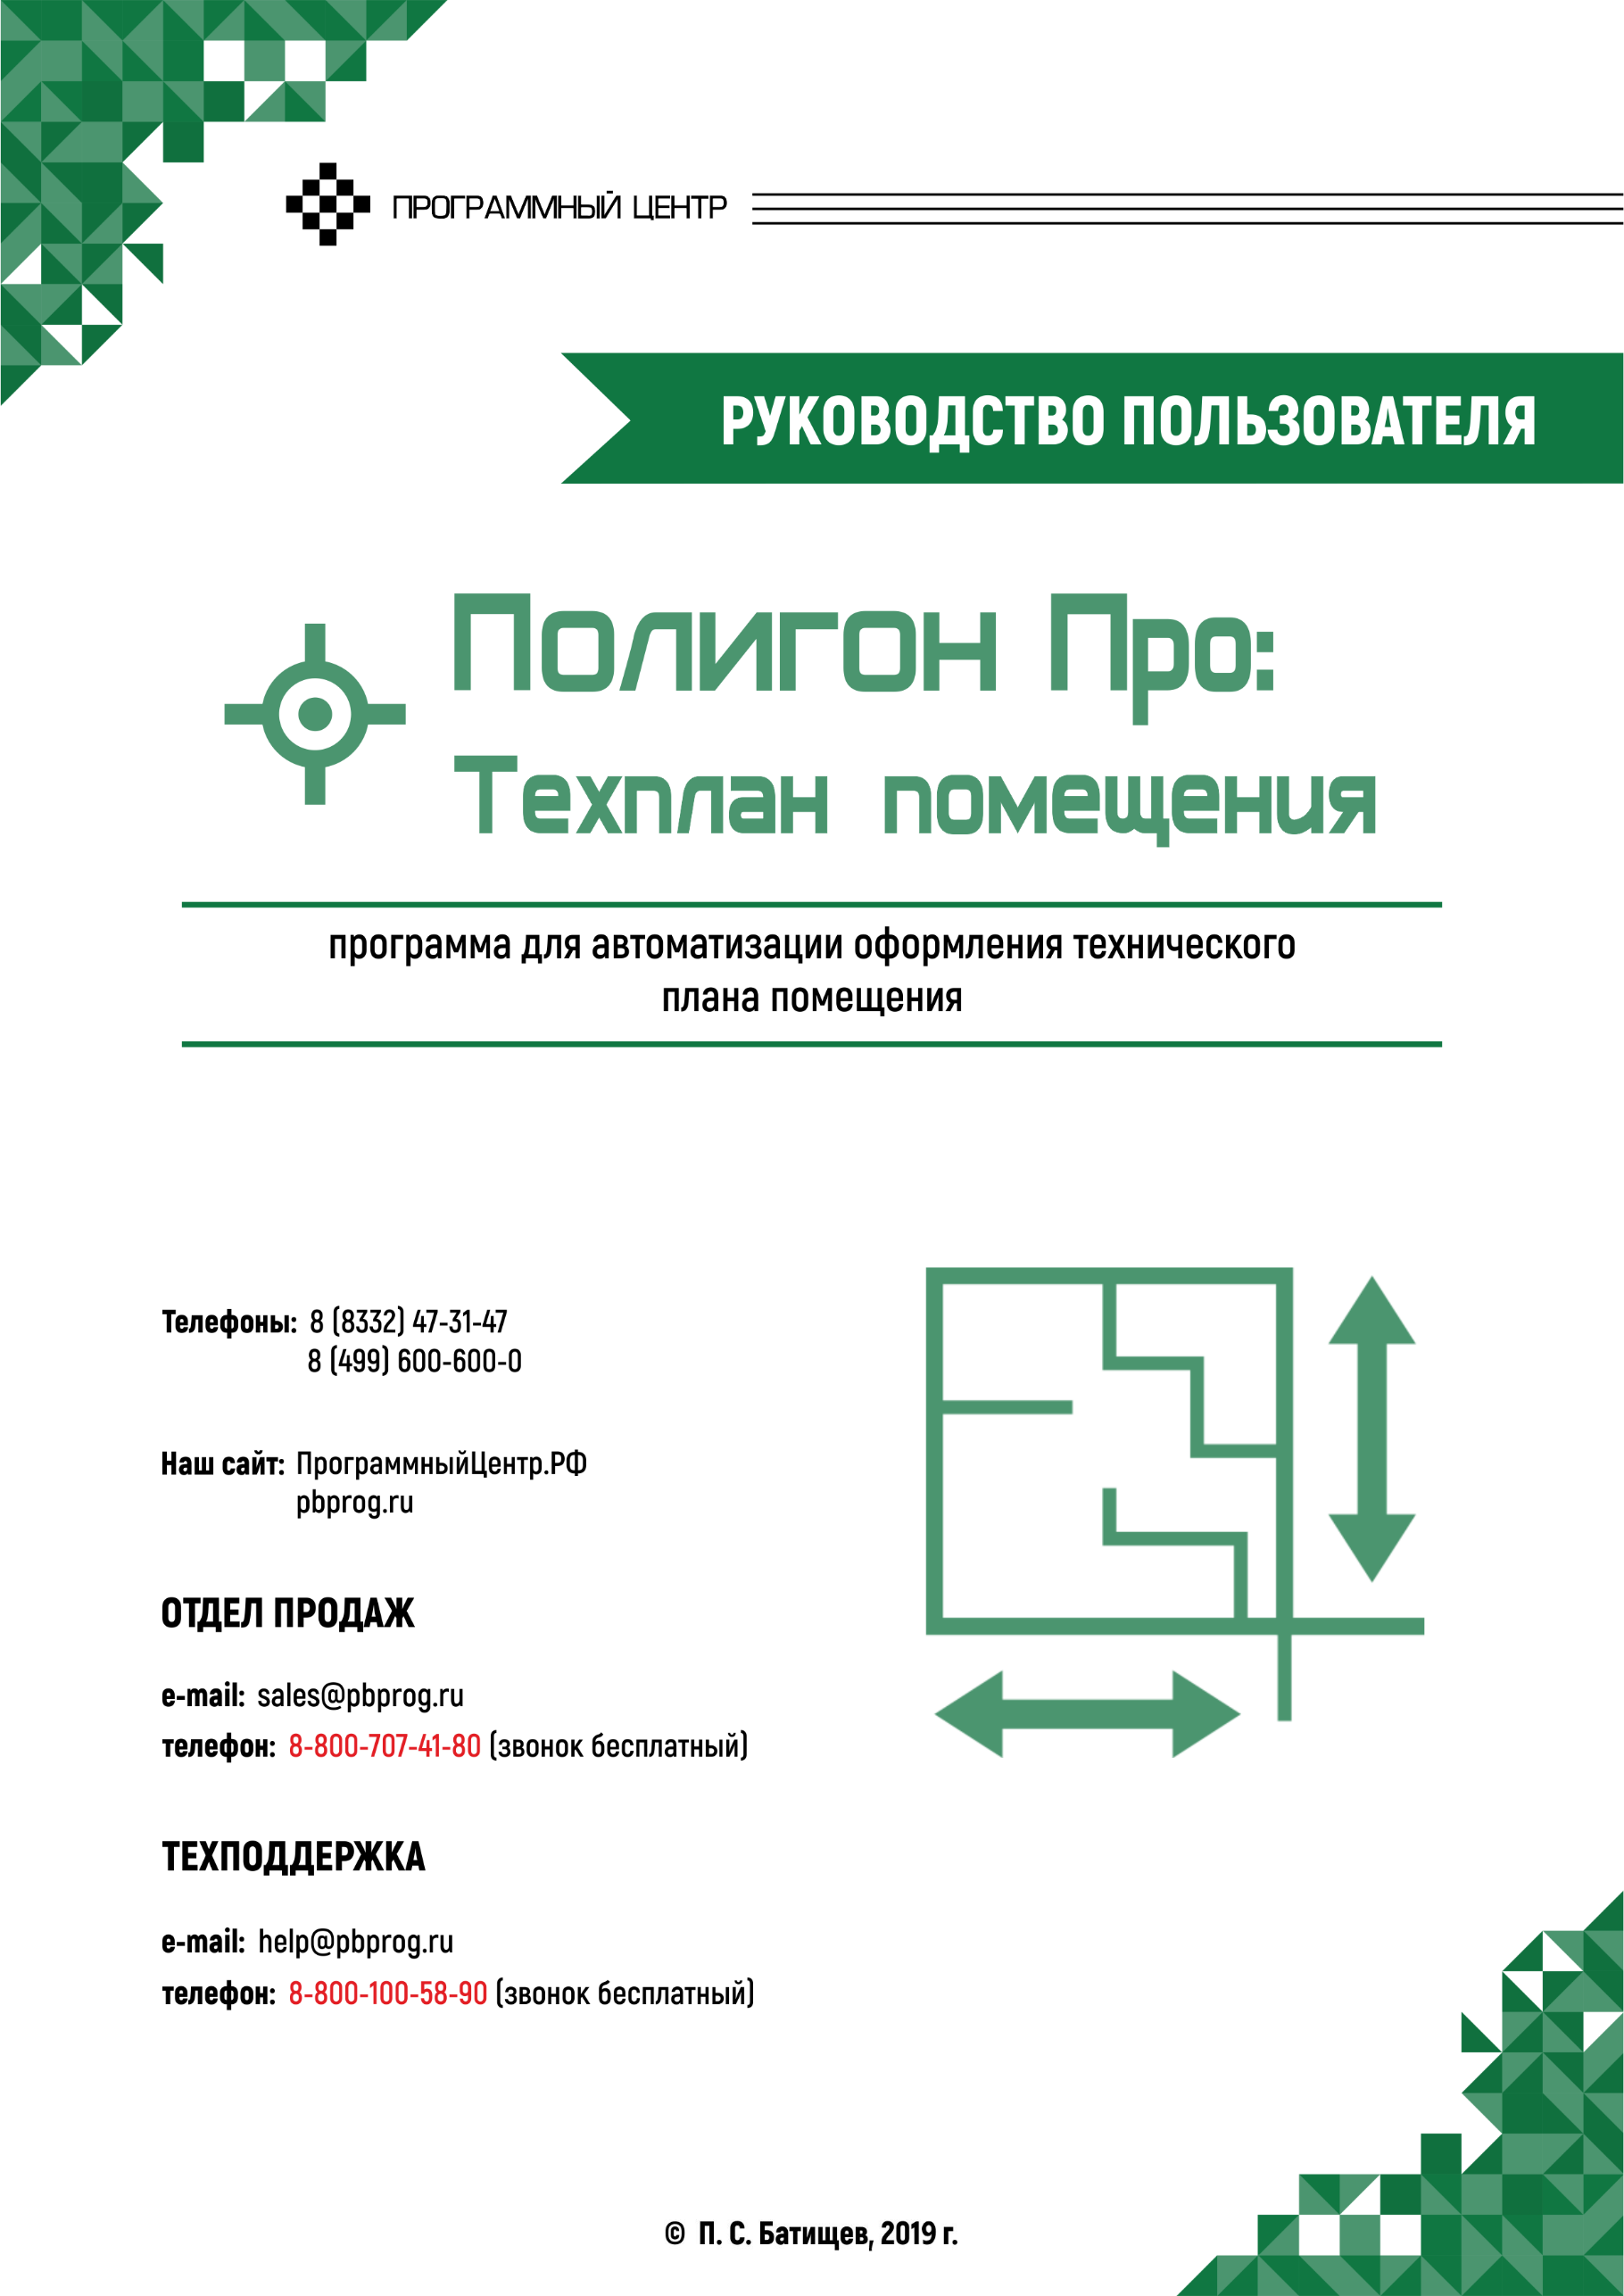 ПРОГРАММНЫЙ ЦЕНТР
РУКОВОДСТВО ПОЛЬЗОВАТЕЛЯ
Полигон Про:
Техплан помещения
программа для автоматизации оформления технического
плана помещения
Телефоны: 8 (8332) 47-31-47
8 (499) 600-600-0
Наш сайт: ПрограммныйЦентр.РФ
pbprog.ru
ОТДЕЛ ПРОДАЖ
e-mail: sales@pbprog.ru
телефон: 8-800-707-41-80 (звонок бесплатный)
ТЕХПОДДЕРЖКА
e-mail: help@pbprog.ru
телефон: 8-800-100-58-90 (звонок бесплатный)
© П. С. Батищев, 2019 г.